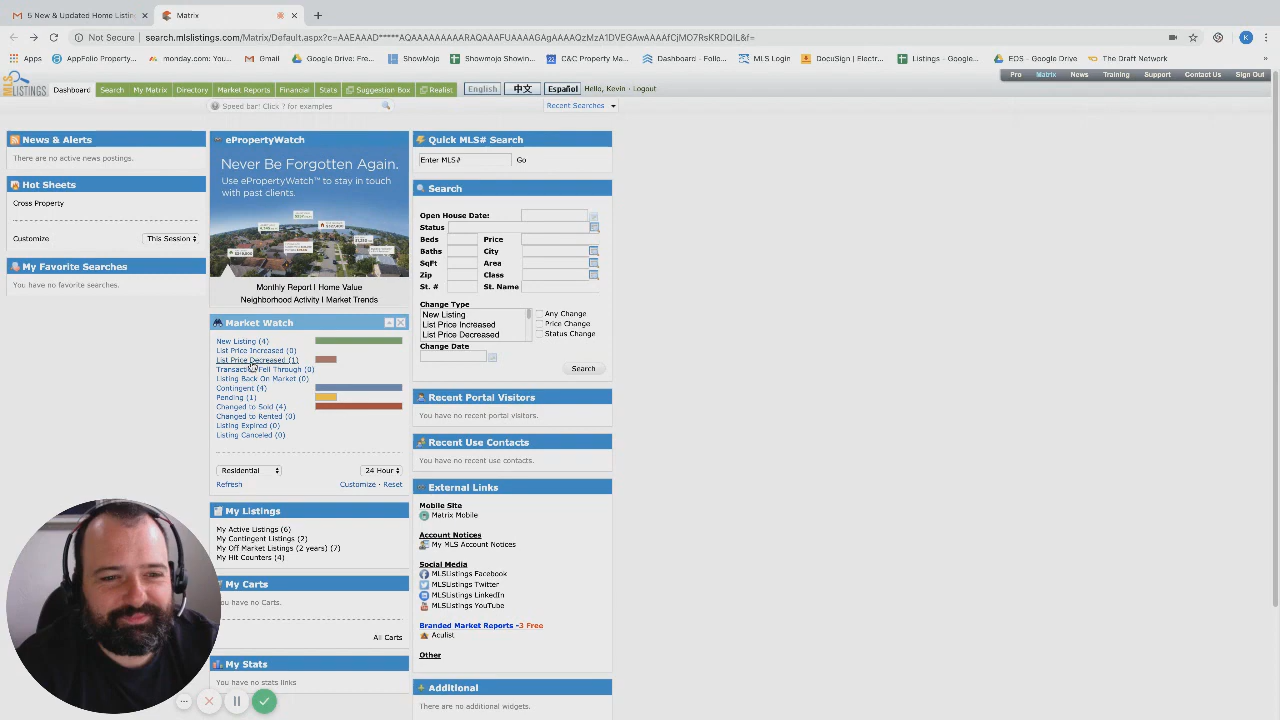 5 New & Updated Home Listing
Matrix
Not Secure
search.mlslistings.com/Matrix/Default.aspx?c=AAEAAAD*****AQAAAAAAAAARAQAAAFUAAAAGAgAAAAQzMzA1DVEGAwAAAAfCjMO7RsKRDQlL&f=
K
AppFolio Property...
monday.com – You...
Gmail
Google Drive: Fre...
ShowMojo
Showmojo Showin...
C&C Property Ma...
Dashboard - Follo...
MLS Login
DocuSign | Electr...
Listings - Google...
EOS - Google Drive
The Draft Network
Pro
Matrix
News
Training
Support
Contact Us
Sign Out
MLS LISTINGS
Dashboard
Search
My Matrix
Directory
Market Reports
Financial
Stats
Suggestion Box
Realist
English
中文
Español
Hello, Kevin · Logout
Speed bar! Click ? for examples
Recent Searches
News & Alerts
There are no active news postings.
Hot Sheets
Cross Property
Customize
This Session
My Favorite Searches
You have no favorite searches.
ePropertyWatch
Never Be Forgotten Again.
Use ePropertyWatch™ to stay in touch
with past clients.
Monthly Report | Home Value
Neighborhood Activity | Market Trends
Market Watch
New Listing (4)
List Price Increased (0)
List Price Decreased (1)
Transaction Fell Through (0)
Listing Back On Market (0)
Contingent (4)
Pending (1)
Changed to Sold (4)
Changed to Rented (0)
Listing Expired (0)
Listing Canceled (0)
Residential
24 Hour
Refresh
Customize · Reset
My Listings
My Active Listings (6)
My Contingent Listings (2)
My Off Market Listings (2 years) (7)
My Hit Counters (4)
My Carts
You have no Carts.
All Carts
My Stats
You have no stats links
Quick MLS# Search
Enter MLS#
Go
Search
Open House Date:
Status
Beds
Price
Baths
City
SqFt
Area
Zip
Class
St. #
St. Name
Change Type
New Listing
List Price Increased
List Price Decreased
Any Change
Price Change
Status Change
Change Date
Search
Recent Portal Visitors
You have no recent portal visitors.
Recent Use Contacts
You have no recent use contacts.
External Links
Mobile Site
Matrix Mobile
Account Notices
My MLS Account Notices
Social Media
MLSListings Facebook
MLSListings Twitter
MLSListings LinkedIn
MLSListings YouTube
Branded Market Reports -3 Free
Aculist
Other
Additional
There are no additional widgets.